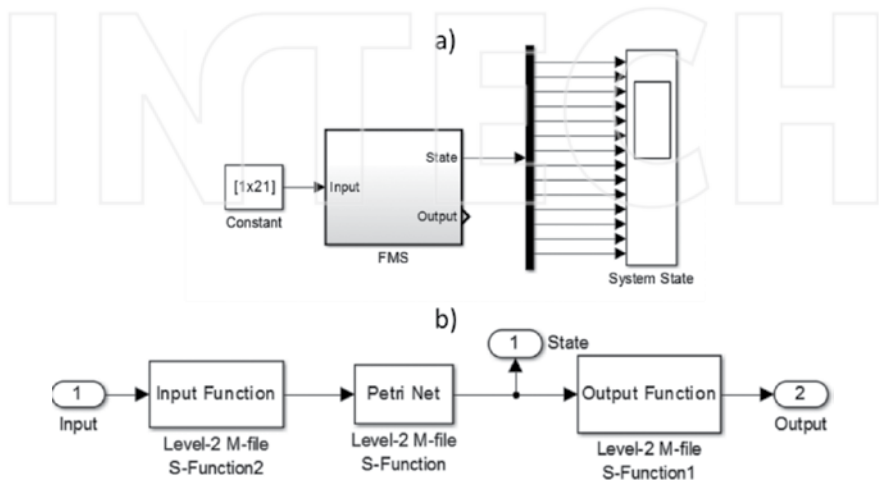 INTECH
a)
State
[1x21]
Input
Constant
Output
FMS
System State
b)
1
State
1
Input Function
Petri Net
Output Function
2
Input
Level-2 M-file
S-Function2
Level-2 M-file
S-Function
Level-2 M-file
S-Function1
Output